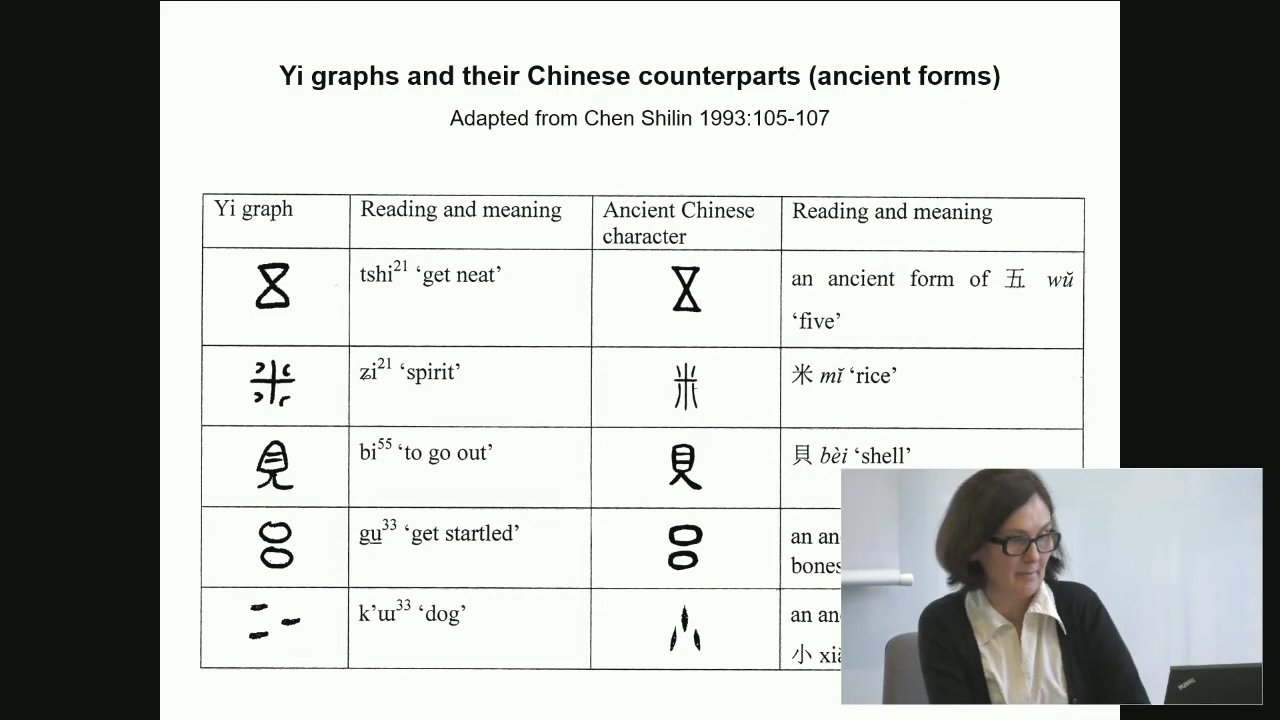 Yi graphs and their Chinese counterparts (ancient forms)
Adapted from Chen Shilin 1993:105-107
Yi graph
Reading and meaning
Ancient Chinese
character
Reading and meaning
tshi²¹ ‘get neat’
an ancient form of 五 wǔ
‘five’
zi²¹ ‘spirit’
米 mǐ ‘rice’
bi⁵⁵ ‘to go out’
貝 bèi ‘shell’
gu³³ ‘get startled’
an an
bones
k’ɯ³³ ‘dog’
an an
小 xiǎ